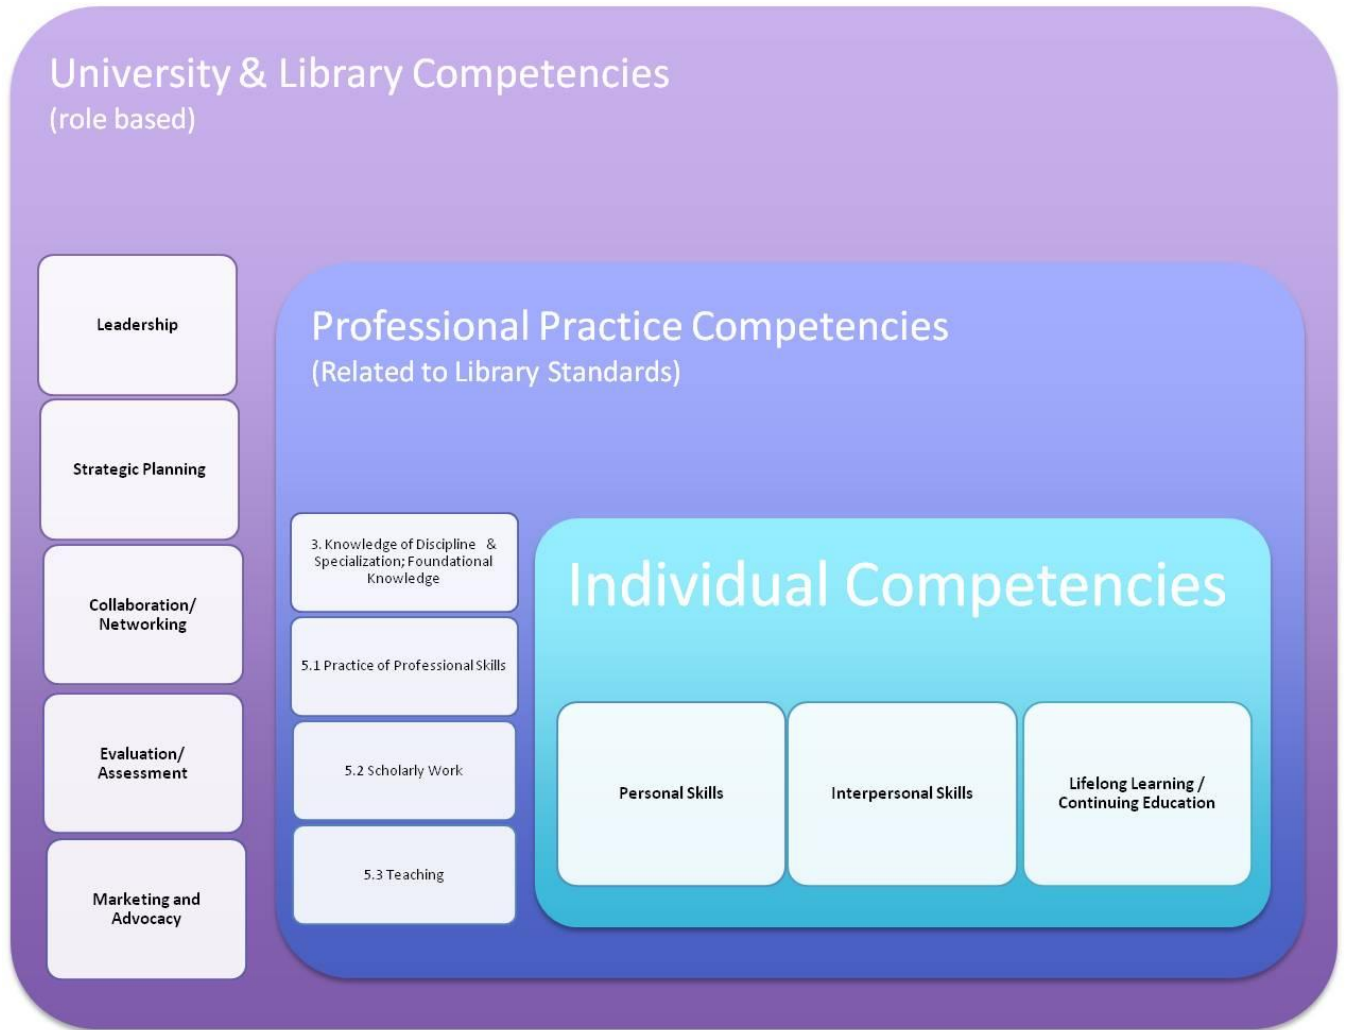 University & Library Competencies
(role based)
Leadership
Strategic Planning
Collaboration/
Networking
Evaluation/
Assessment
Marketing and
Advocacy
Professional Practice Competencies
(Related to Library Standards)
3. Knowledge of Discipline &
Specialization; Foundational
Knowledge
5.1 Practice of Professional Skills
5.2 Scholarly Work
5.3 Teaching
Individual Competencies
Personal Skills
Interpersonal Skills
Lifelong Learning /
Continuing Education